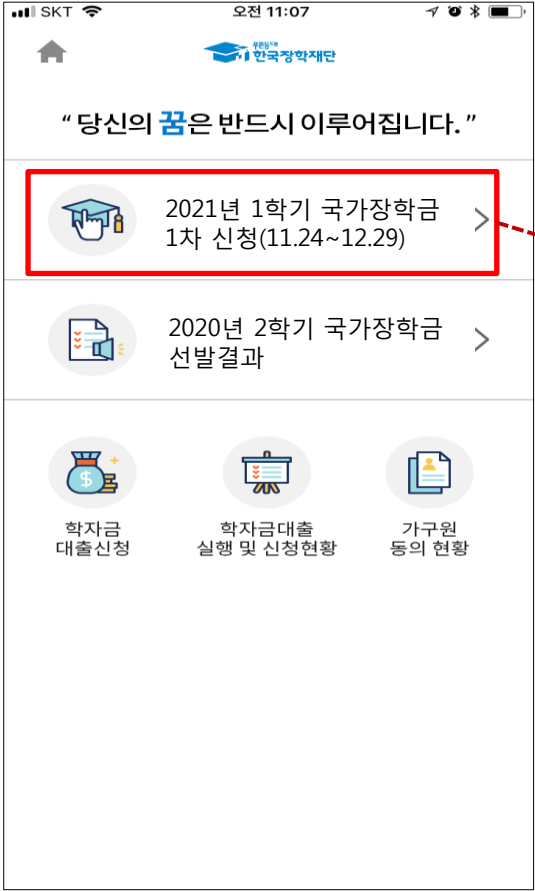 SKT 오전 11:07
푸른등대
한국장학재단
“ 당신의 꿈은 반드시 이루어집니다. ”
2021년 1학기 국가장학금
1차 신청(11.24~12.29)
2020년 2학기 국가장학금
선발결과
$
학자금
대출신청
학자금대출
실행 및 신청현황
가구원
동의 현황